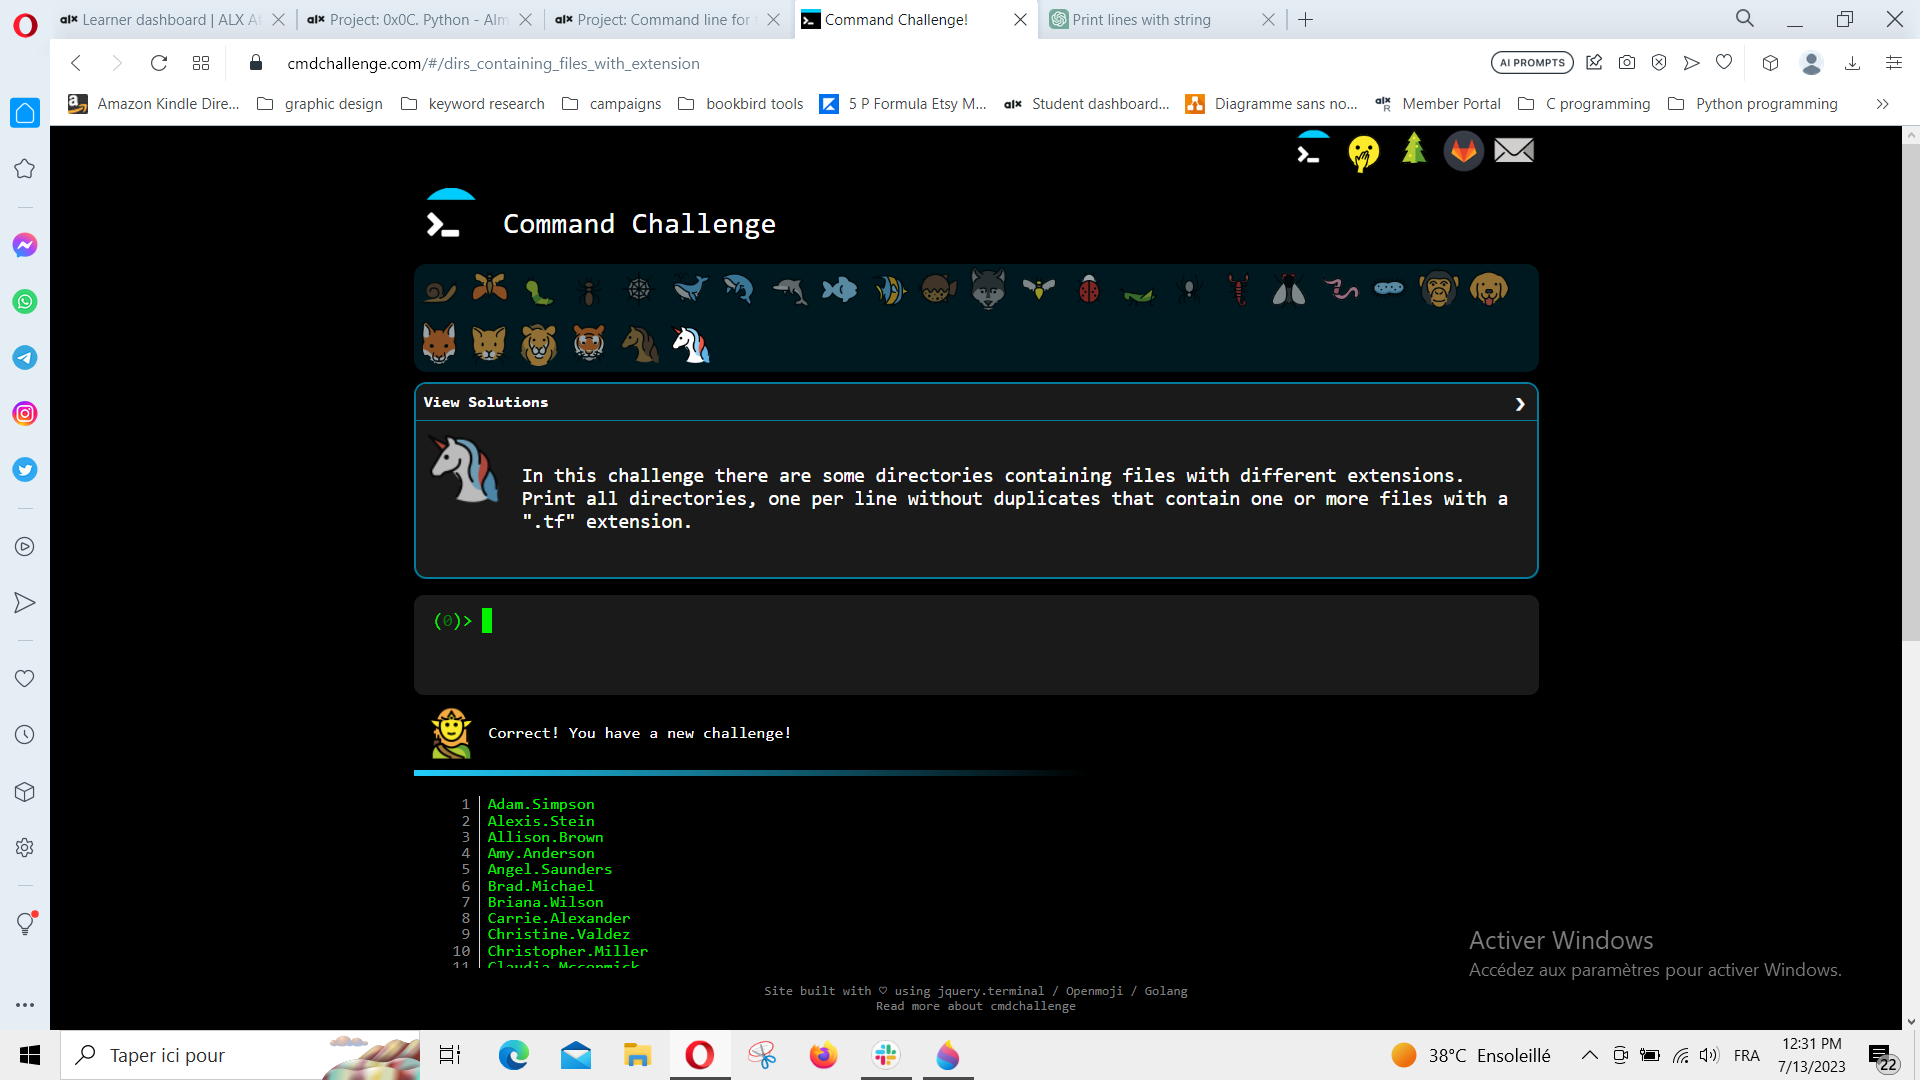 Learner dashboard | ALX A
Project: 0x0C. Python - Alm
Project: Command line for
Command Challenge!
Print lines with string
cmdchallenge.com/#/dirs_containing_files_with_extension
AI PROMPTS
Amazon Kindle Dire...
graphic design
keyword research
campaigns
bookbird tools
5 P Formula Etsy M...
Student dashboard...
Diagramme sans no...
Member Portal
C programming
Python programming
Command Challenge
View Solutions
In this challenge there are some directories containing files with different extensions.
Print all directories, one per line without duplicates that contain one or more files with a
".tf" extension.
(0)>
Correct! You have a new challenge!
1 Adam.Simpson
2 Alexis.Stein
3 Allison.Brown
4 Amy.Anderson
5 Angel.Saunders
6 Brad.Michael
7 Briana.Wilson
8 Carrie.Alexander
9 Christine.Valdez
10 Christopher.Miller
11 Claudia.Mccormick
Activer Windows
Accédez aux paramètres pour activer Windows.
Site built with ♡ using jquery.terminal / Openmoji / Golang
Read more about cmdchallenge
Taper ici pour
38°C Ensoleillé
FRA
12:31 PM
7/13/2023
22